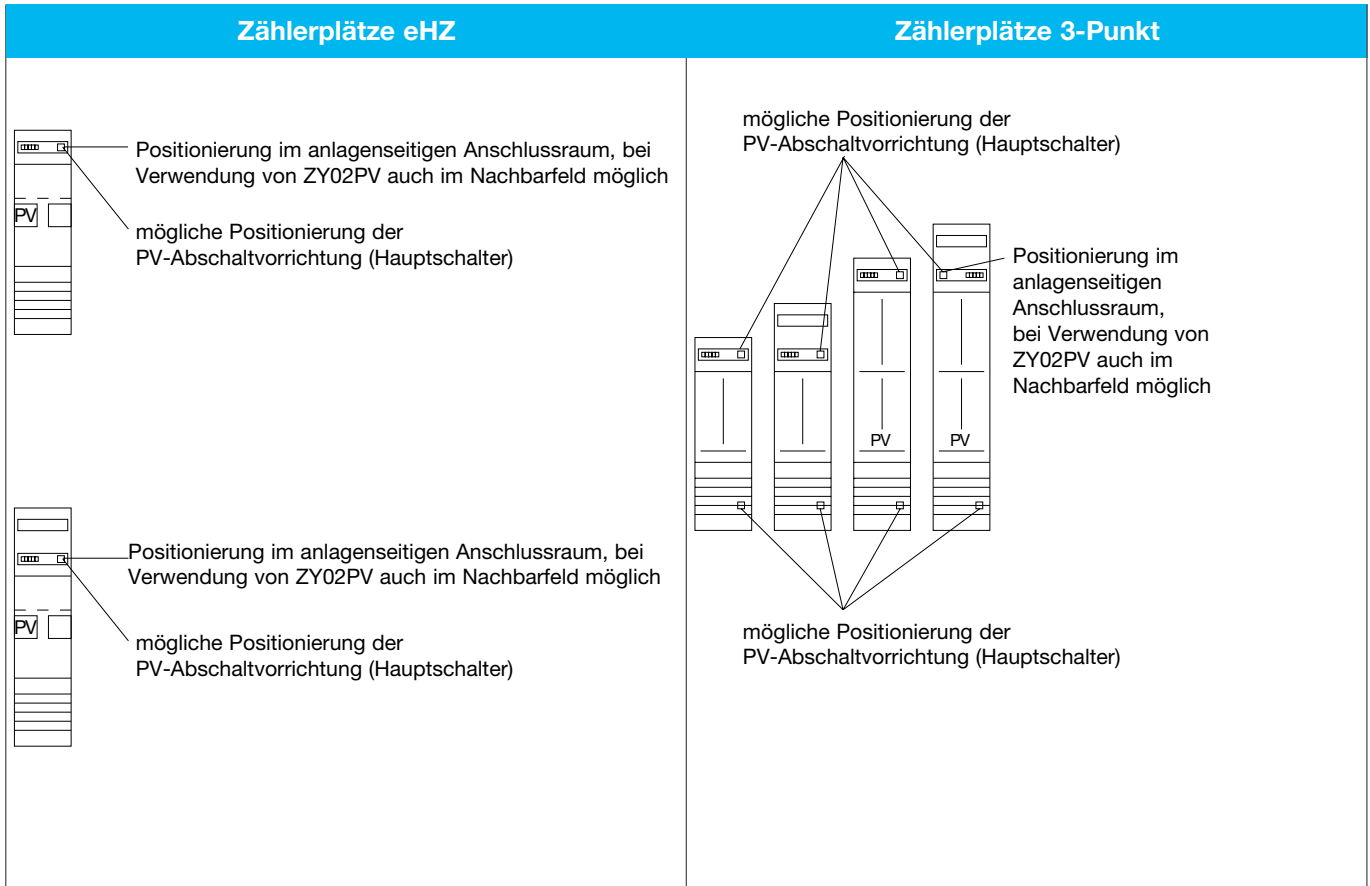 Zählerplätze eHZ
Positionierung im anlagenseitigen Anschlussraum, bei
Verwendung von ZY02PV auch im Nachbarfeld möglich
PV
mögliche Positionierung der
PV-Abschaltvorrichtung (Hauptschalter)
Positionierung im anlagenseitigen Anschlussraum, bei
Verwendung von ZY02PV auch im Nachbarfeld möglich
PV
mögliche Positionierung der
PV-Abschaltvorrichtung (Hauptschalter)
Zählerplätze 3-Punkt
mögliche Positionierung der
PV-Abschaltvorrichtung (Hauptschalter)
Positionierung im
anlagenseitigen
Anschlussraum,
bei Verwendung von
ZY02PV auch im
Nachbarfeld möglich
PV
PV
mögliche Positionierung der
PV-Abschaltvorrichtung (Hauptschalter)